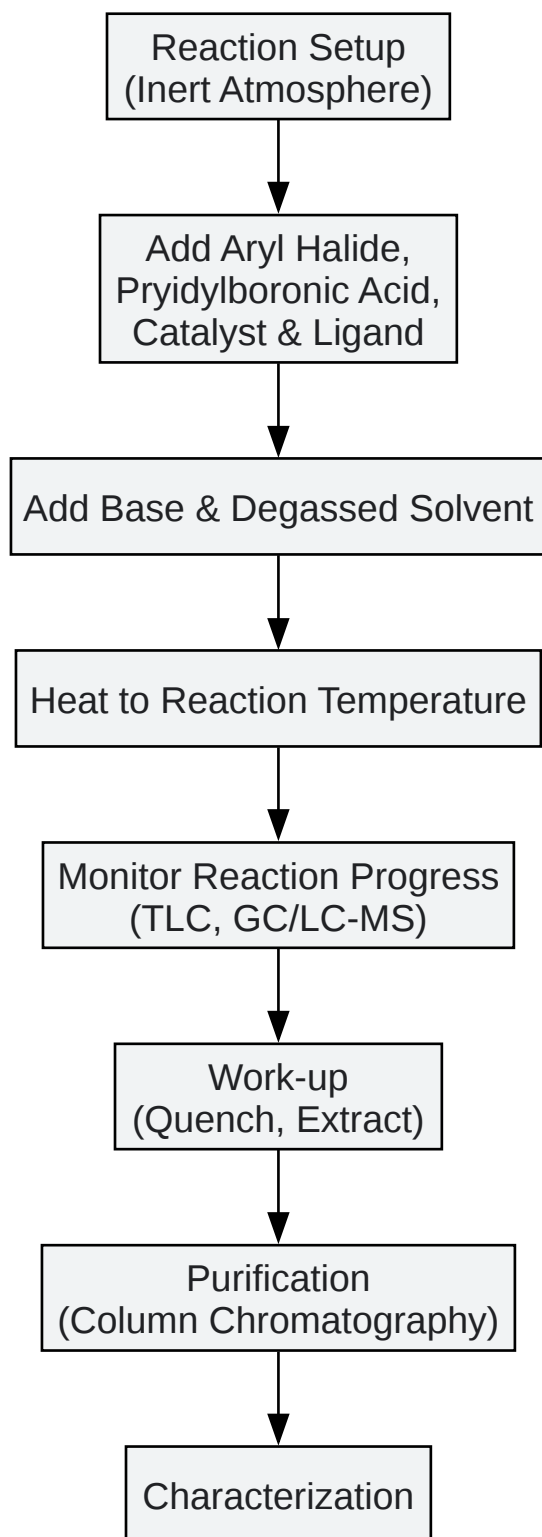 Reaction Setup
(Inert Atmosphere)
Add Aryl Halide,
Pryidylboronic Acid,
Catalyst & Ligand
Add Base & Degassed Solvent
Heat to Reaction Temperature
Monitor Reaction Progress
(TLC, GC/LC-MS)
Work-up
(Quench, Extract)
Purification
(Column Chromatography)
Characterization